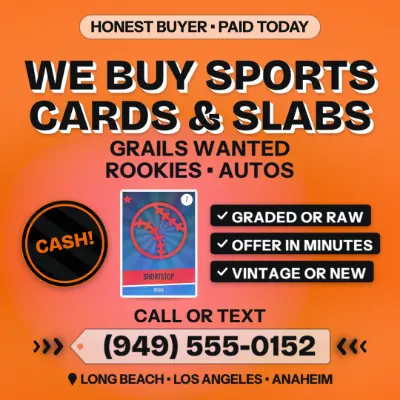 HONEST BUYER • PAID TODAY
WE BUY SPORTS
CARDS & SLABS
GRAILS WANTED
ROOKIES • AUTOS
CASH!
7
SHORTSTOP
✓ GRADED OR RAW
✓ OFFER IN MINUTES
✓ VINTAGE OR NEW
CALL OR TEXT
(949) 555-0152
LONG BEACH • LOS ANGELES • ANAHEIM